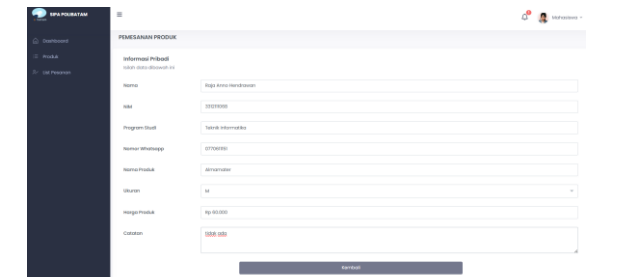 SIPA POLIBATAM
Mahasiswa
Dashboard
Produk
List Pesanan
PEMESANAN PRODUK
Informasi Pribadi
Isilah data dibawah ini
Nama
Raja Anna Hendrawan
NIM
Program Studi
Teknik Informatika
Nomor Whatsapp
Nama Produk
Almamater
Ukuran
M
Harga Produk
Rp 60.000
Catatan
tidak ada
Kembali